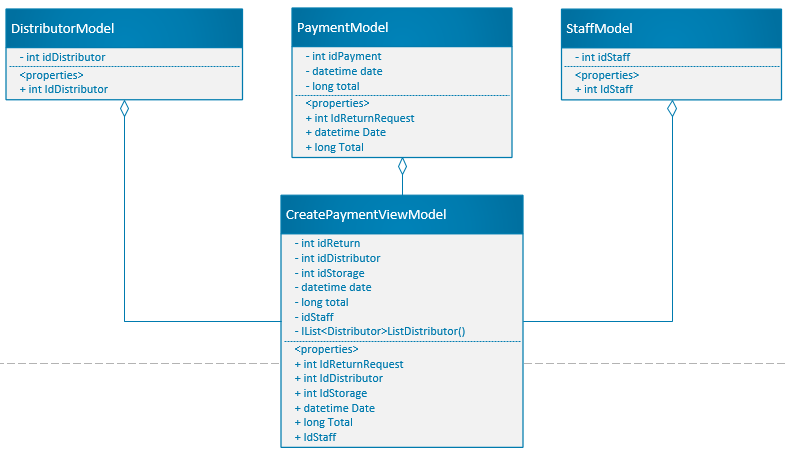 DistributorModel
- int idDistributor
<properties>
+ int IdDistributor
PaymentModel
- int idPayment
- datetime date
- long total
<properties>
+ int IdReturnRequest
+ datetime Date
+ long Total
StaffModel
- int idStaff
<properties>
+ int IdStaff
CreatePaymentViewModel
- int idReturn
- int idDistributor
- int idStorage
- datetime date
- long total
- idStaff
- IList<Distributor>ListDistributor()
<properties>
+ int IdReturnRequest
+ int IdDistributor
+ int IdStorage
+ datetime Date
+ long Total
+ IdStaff